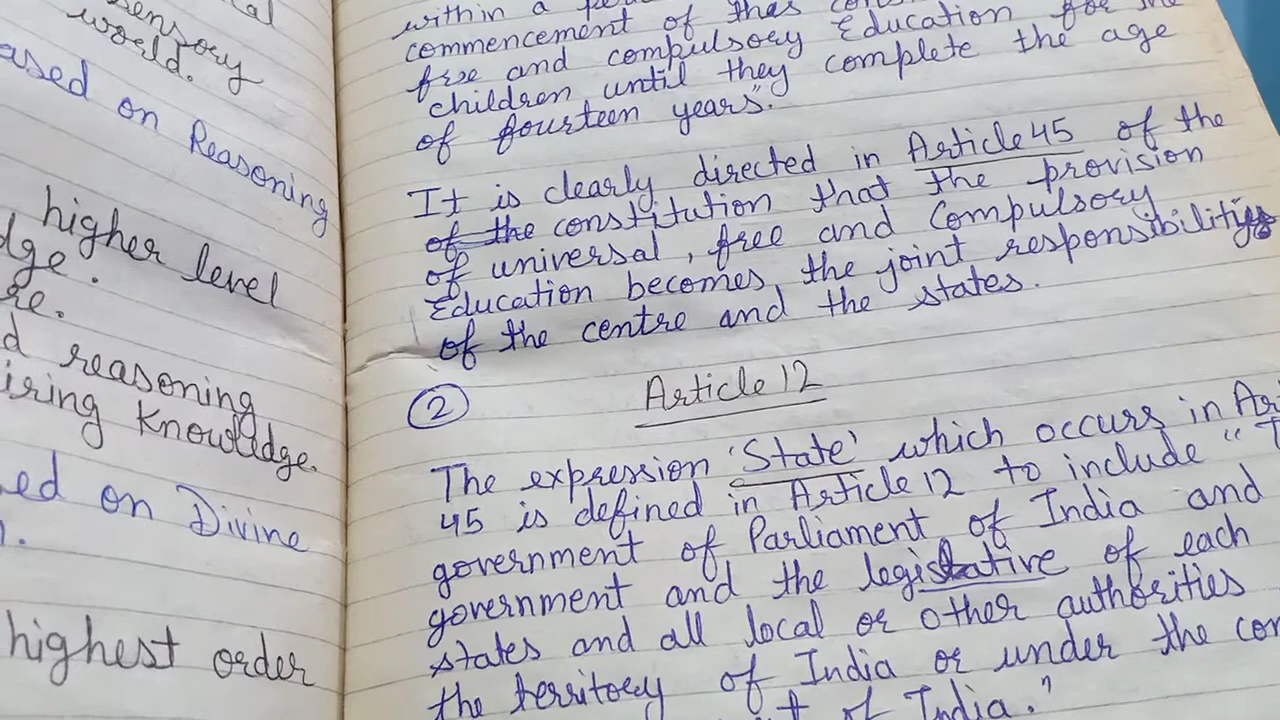 sensory
world.
ased on Reasoning
higher level
dge.
re.
d reasoning
iring Knowledge.
ed on Divine
highest order
within a
commencement of this
free and compulsory Education for the
children until they complete the age
of fourteen years".
It is clearly directed in Article 45 of the
of the constitution that the provision
of universal, free and Compulsory
Education becomes, the joint responsibility
of the centre and the states.
2 Article 12
The expression 'State' which occurs in
45 is defined in Article 12 to include "
government of Parliament of India and
government and the legislative of each
states and all local or other authorities
the territory of India or under the
of India."